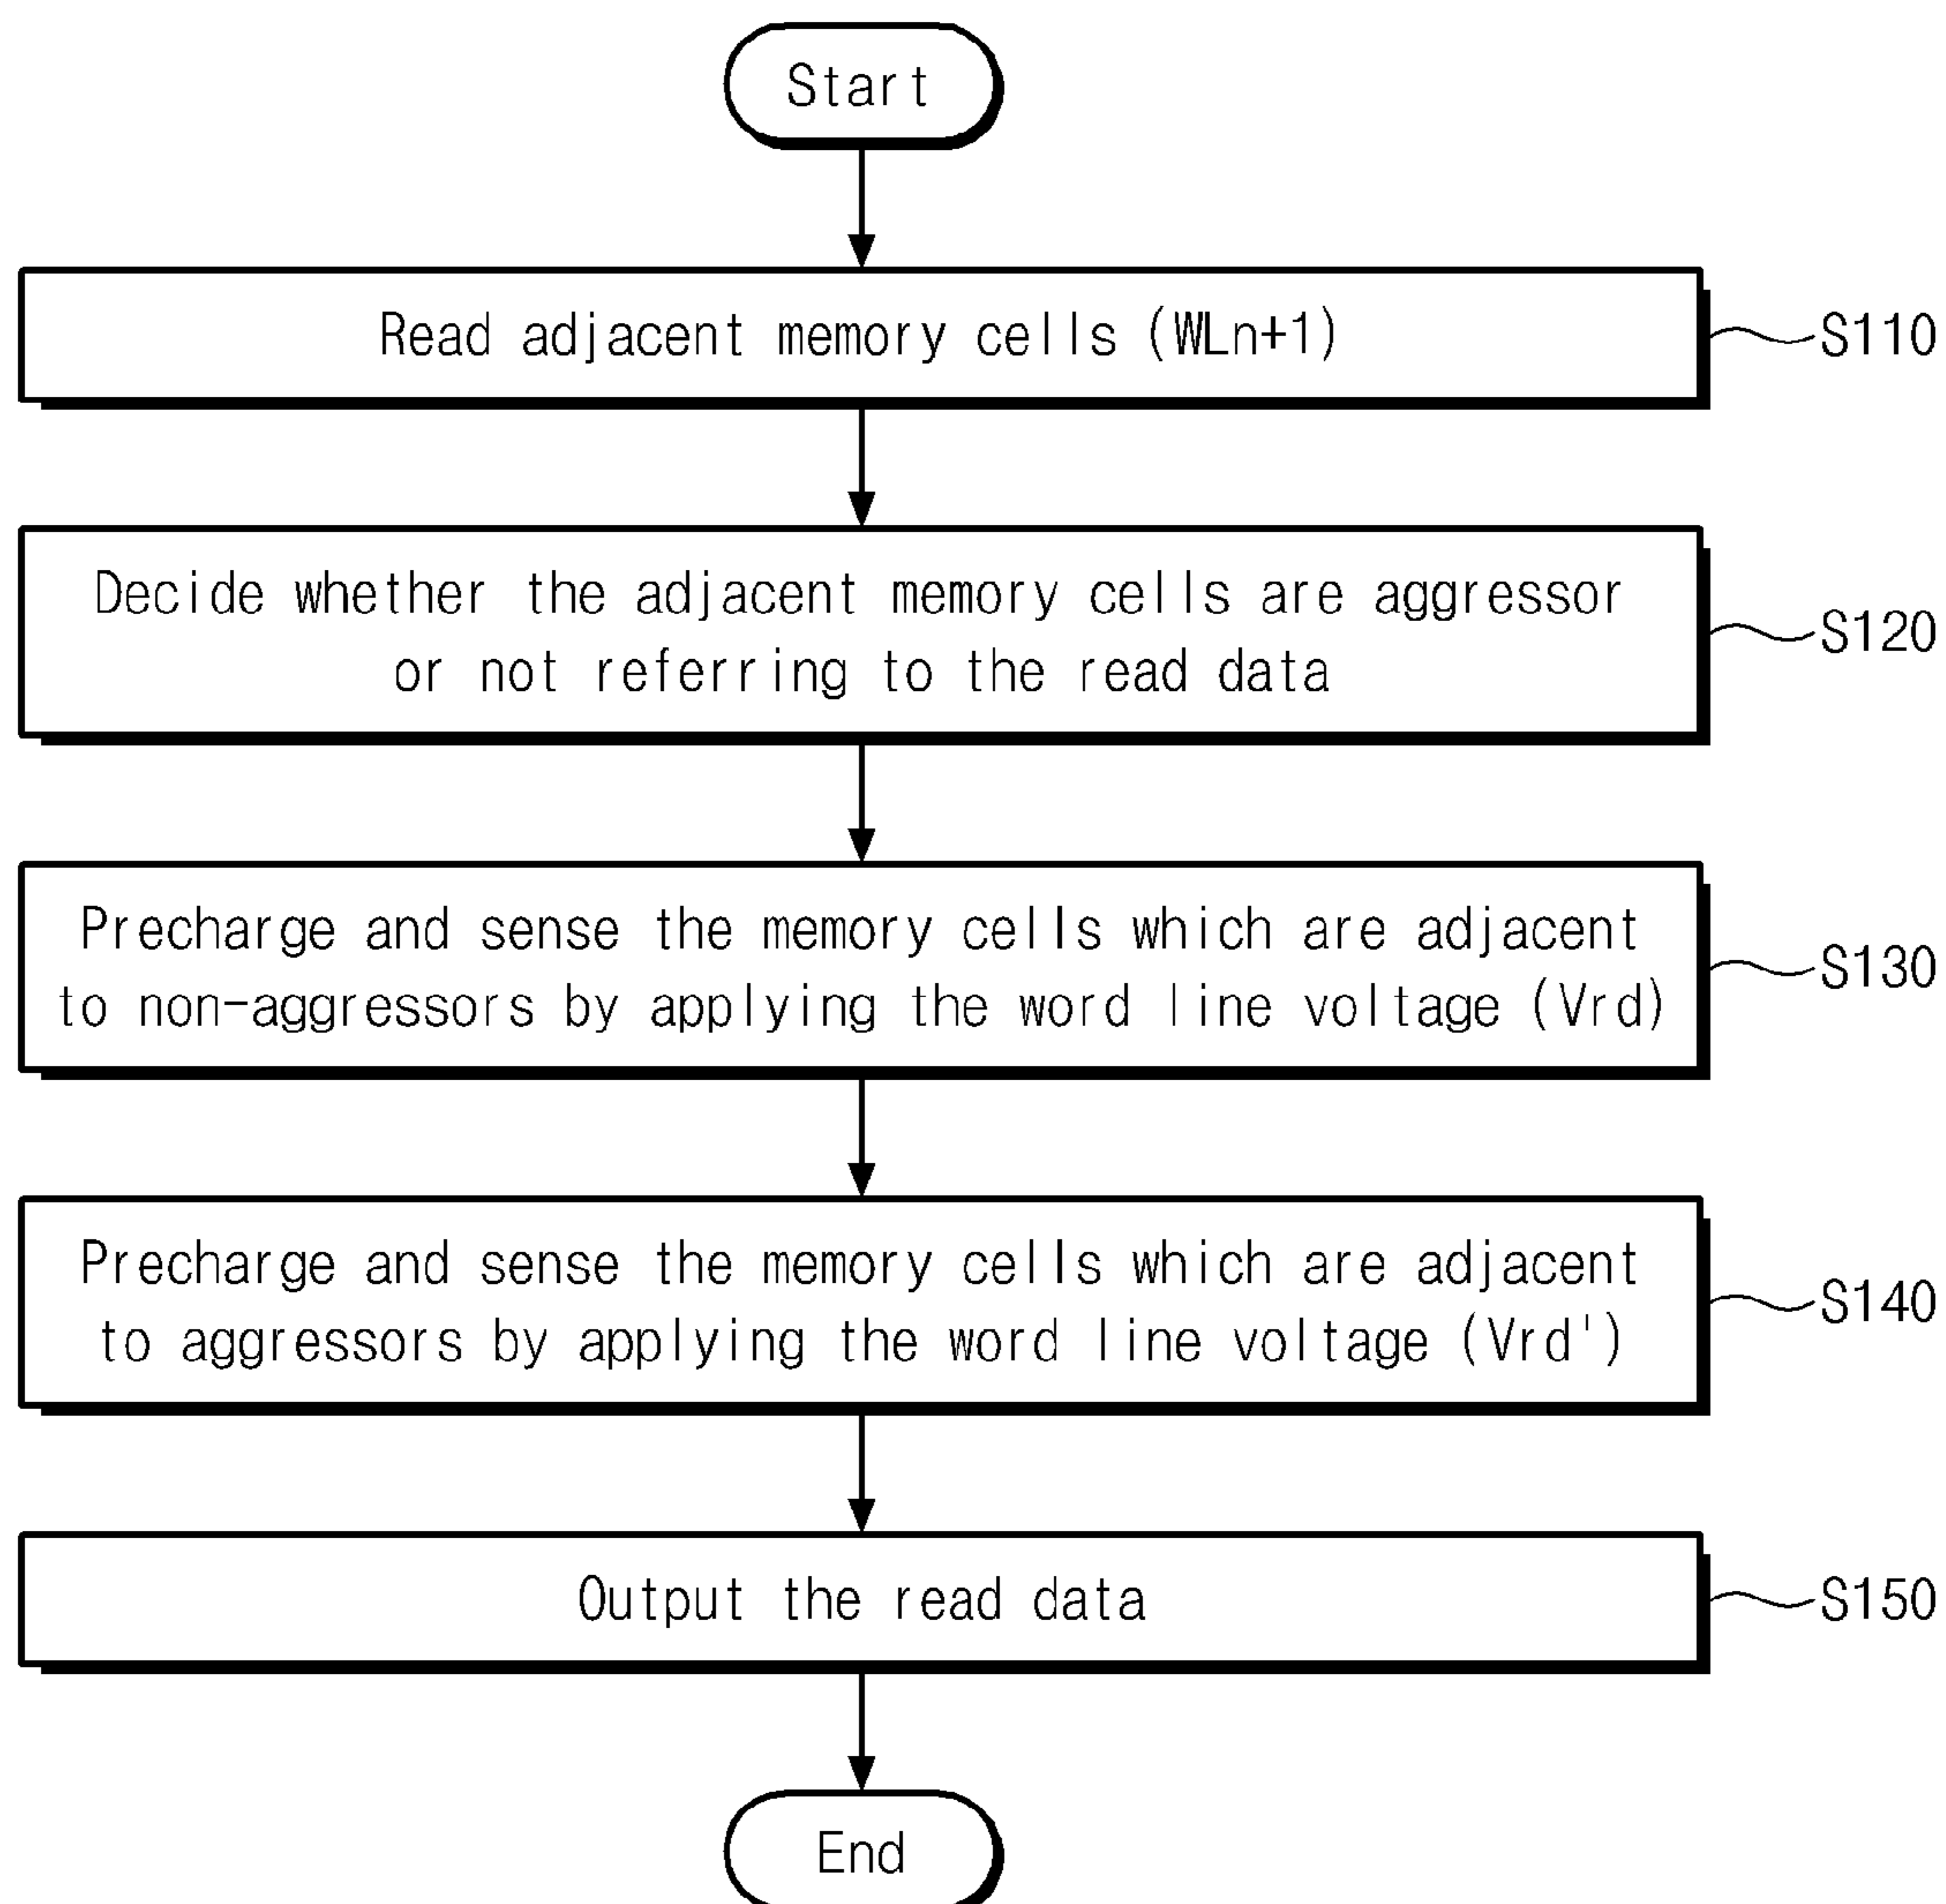 Start
Read adjacent memory cells (WLn+1)
S110
Decide whether the adjacent memory cells are aggressor
or not referring to the read data
S120
Precharge and sense the memory cells which are adjacent
to non-aggressors by applying the word line voltage (Vrd)
S130
Precharge and sense the memory cells which are adjacent
to aggressors by applying the word line voltage (Vrd')
S140
Output the read data
S150
End